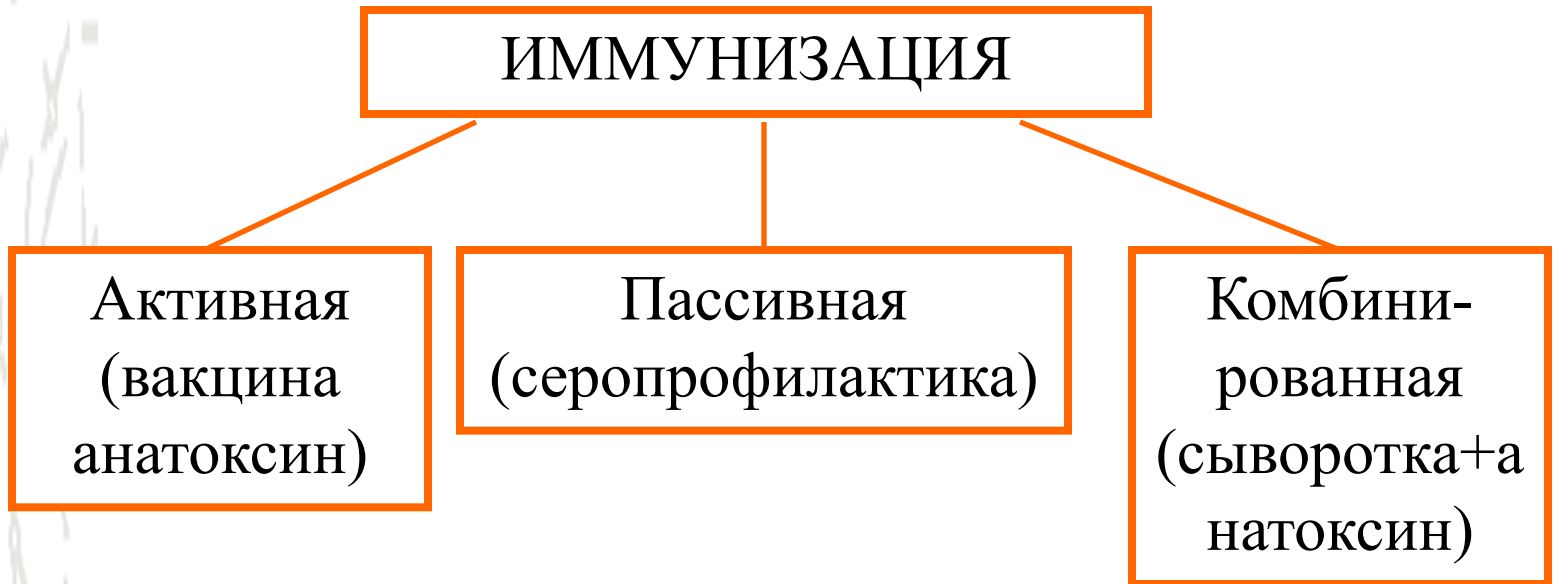 ИММУНИЗАЦИЯ
Активная
(вакцина
анатоксин)
Пассивная
(серопрофилактика)
Комбини-
рованная
(сыворотка+а
натоксин)